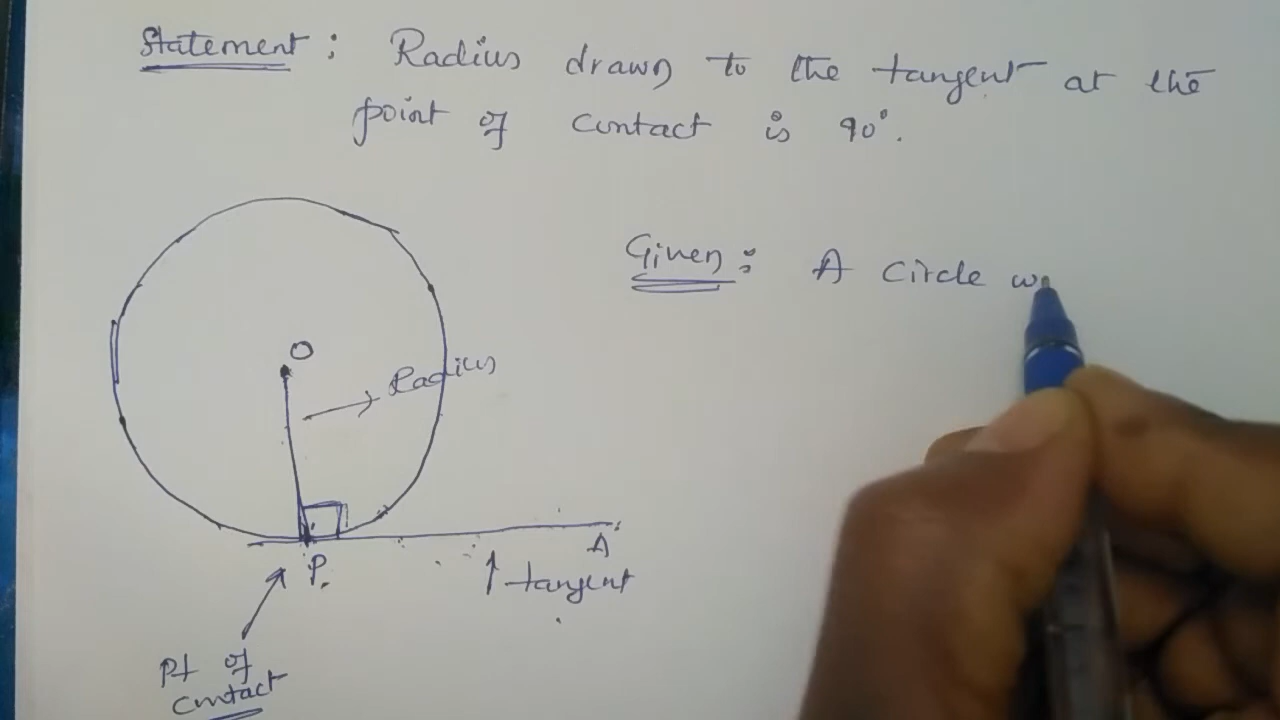 Statement : Radius drawn to the tangent at the
point of contact is 90°.
Given : A Circle w
O
Radius
P.
A
tangent
Pt of
contact